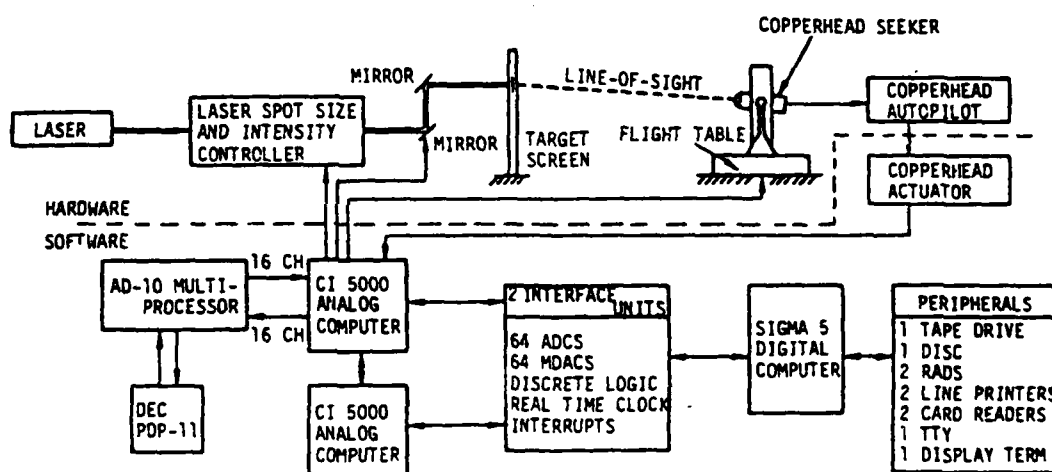 COPPERHEAD SEEKER
MIRROR
LINE-OF-SIGHT
LASER
LASER SPOT SIZE
AND INTENSITY
CONTROLLER
MIRROR
TARGET
SCREEN
FLIGHT TABLE
COPPERHEAD
AUTOPILOT
COPPERHEAD
ACTUATOR
HARDWARE
SOFTWARE
AD-10 MULTI-
PROCESSOR
16 CH
16 CH
CI 5000
ANALOG
COMPUTER
DEC
PDP-11
CI 5000
ANALOG
COMPUTER
2 INTERFACE
UNITS
64 ADCS
64 MDACS
DISCRETE LOGIC
REAL TIME CLOCK
INTERRUPTS
SIGMA 5
DIGITAL
COMPUTER
PERIPHERALS
1 TAPE DRIVE
1 DISC
2 RADS
2 LINE PRINTERS
2 CARD READERS
1 TTY
1 DISPLAY TERM